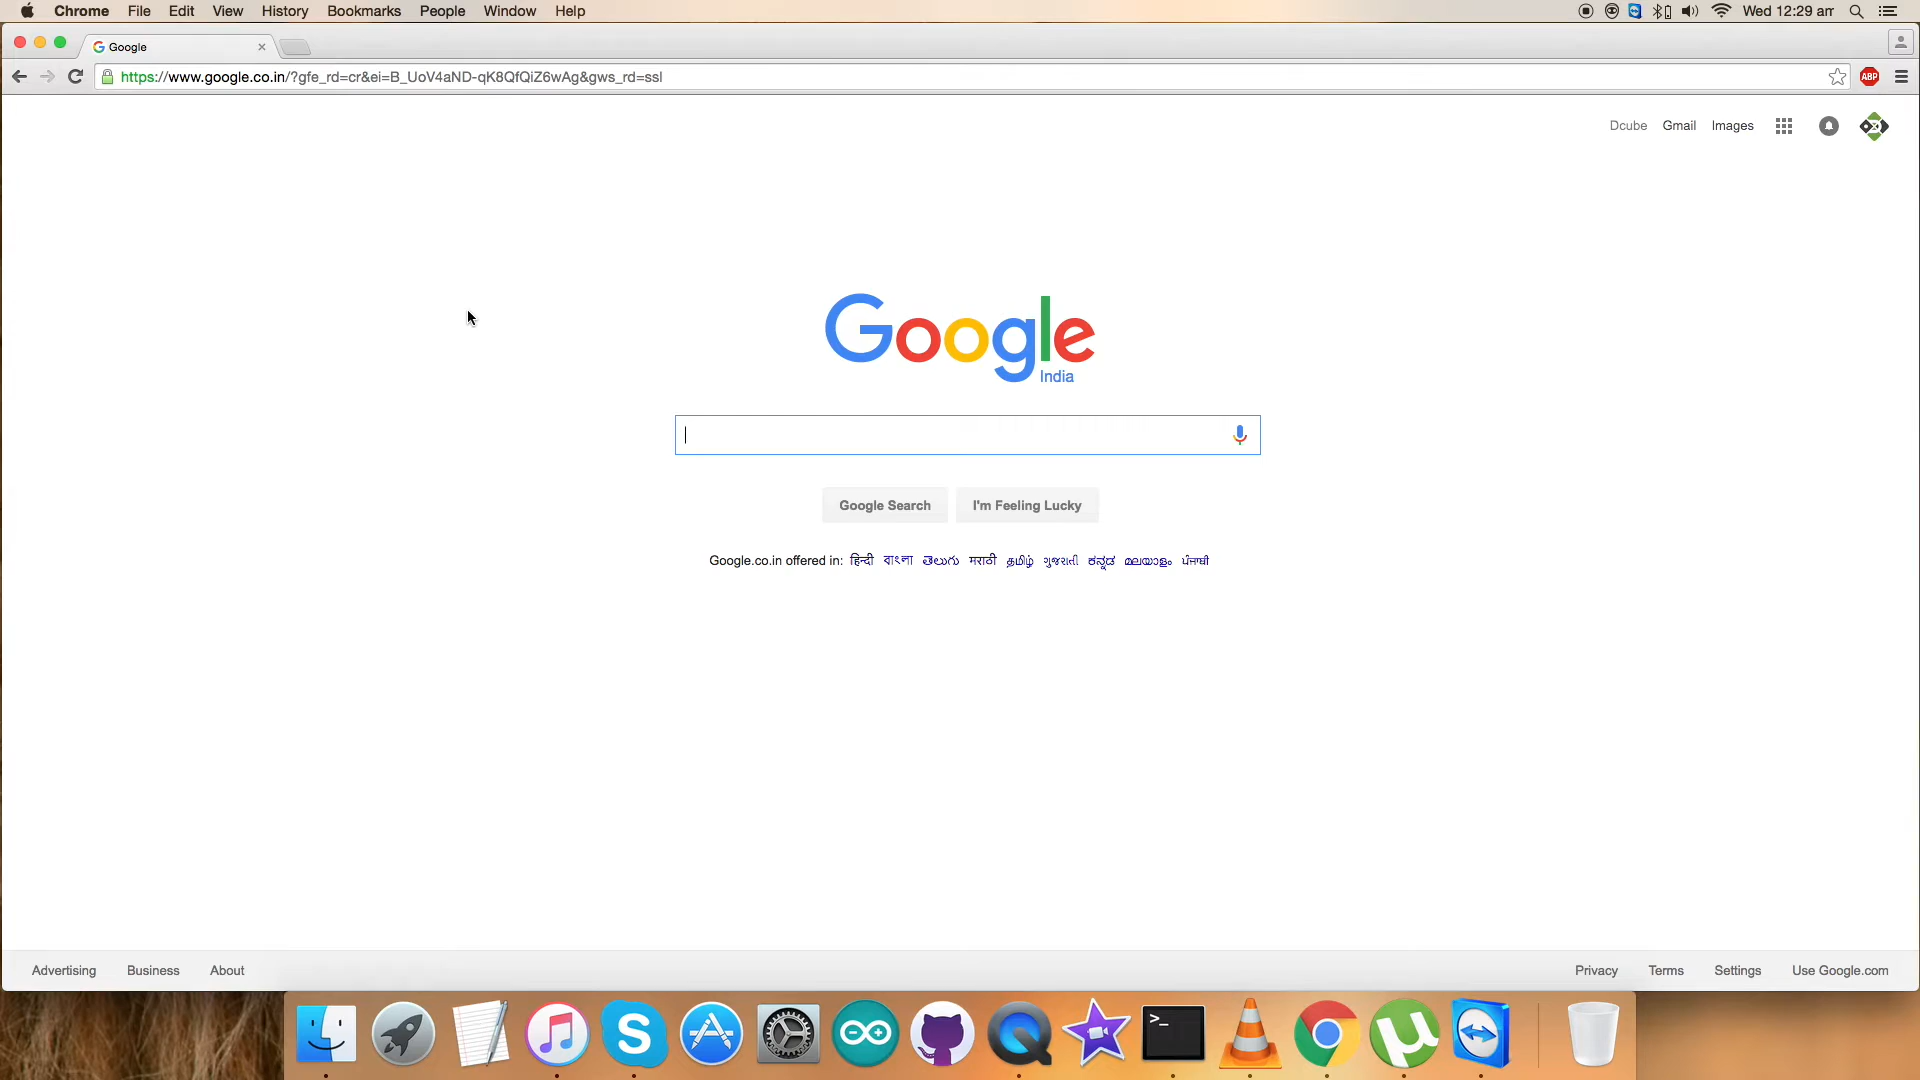 Chrome File Edit View History Bookmarks People Window Help Wed 12:29 am
Google
https://www.google.co.in/?gfe_rd=cr&ei=B_UoV4aND-qK8QfQiZ6wAg&gws_rd=ssl ABP
Dcube Gmail Images
Google
India
Google Search I'm Feeling Lucky
Google.co.in offered in: हिन्दी বাংলা తెలుగు मराठी தமிழ் ગુજરાતી ಕನ್ನಡ മലയാളം ਪੰਜਾਬੀ
Advertising Business About Privacy Terms Settings Use Google.com
S >_ µ